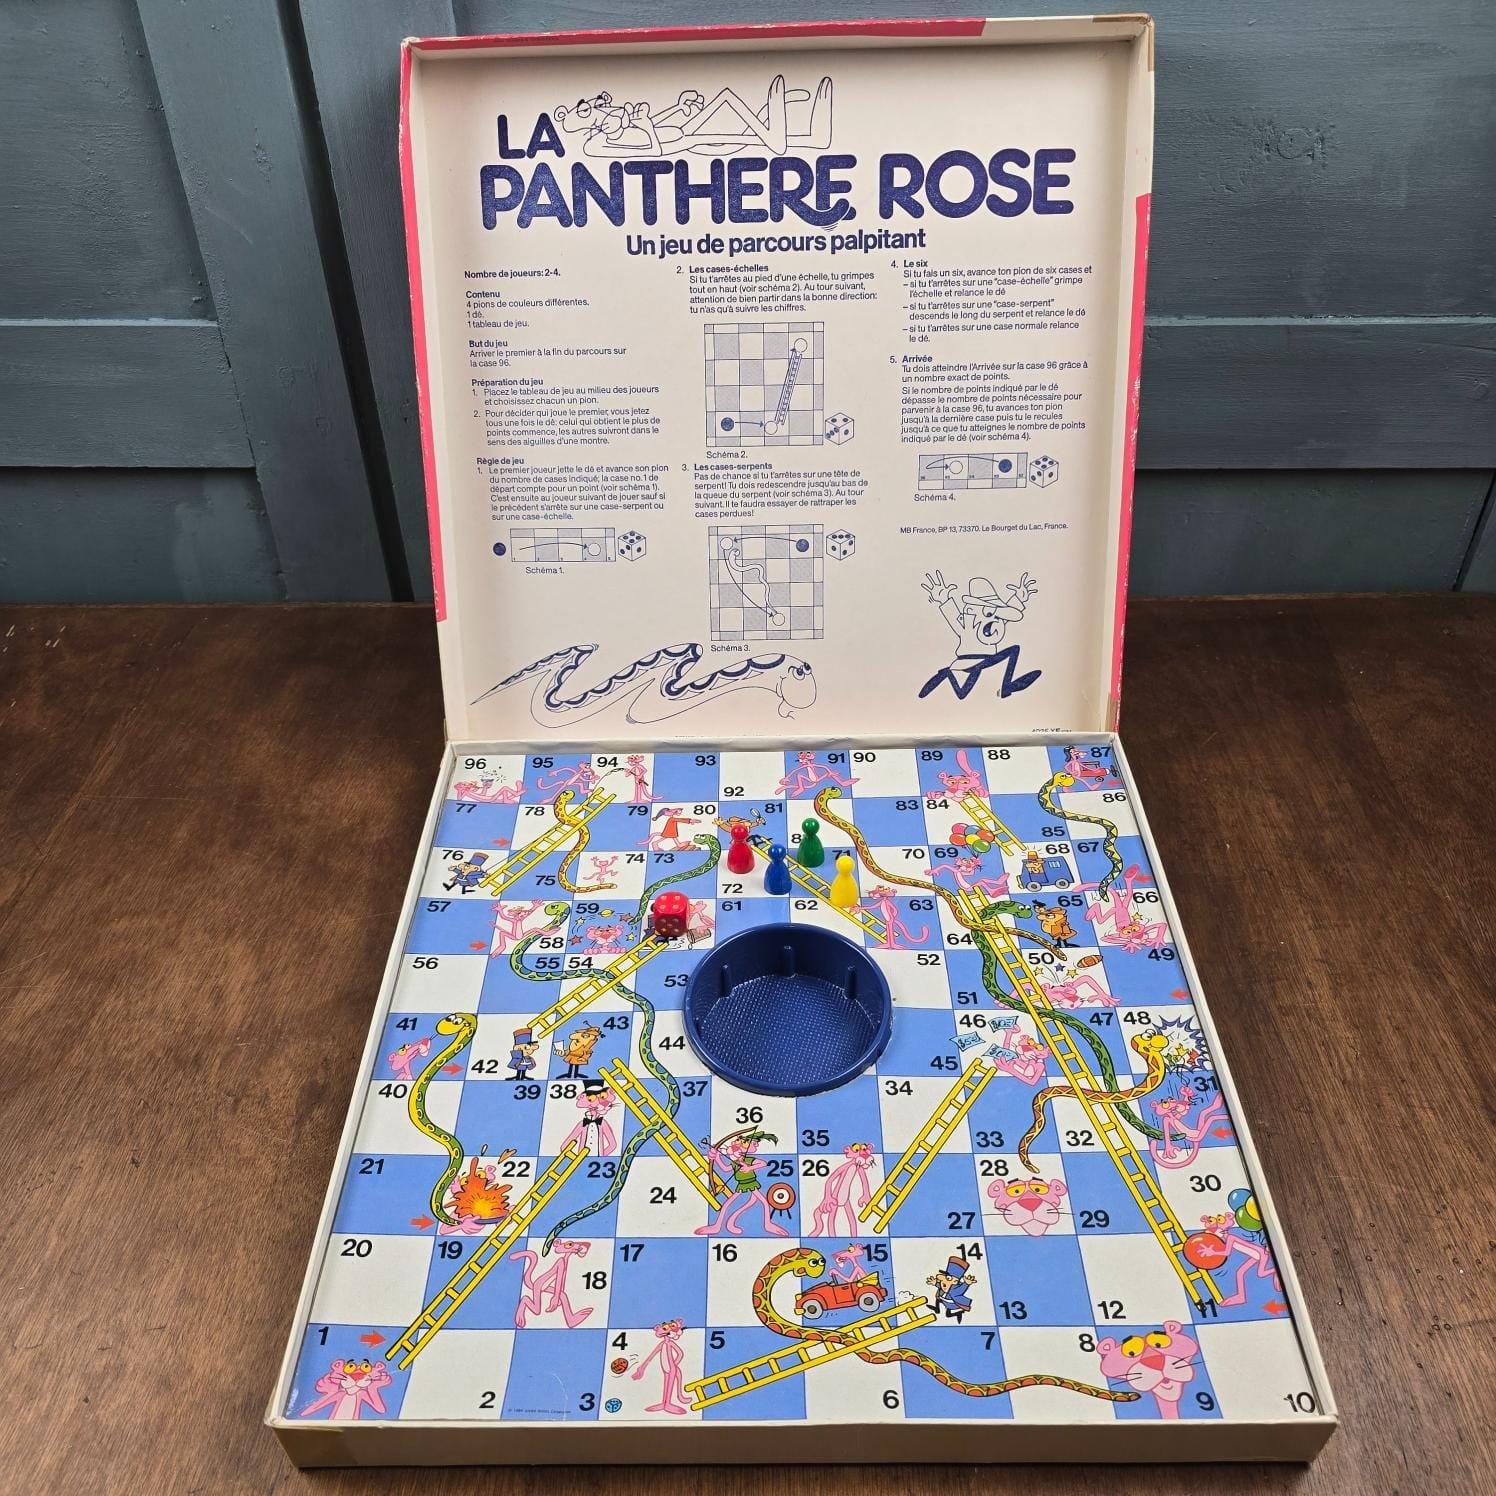 LA
PANTHERE ROSE
Un jeu de parcours palpitant
Nombre de joueurs: 2-4.
Contenu
4 pions de couleurs différentes.
1 dé.
1 tableau de jeu.
But du jeu
Arriver le premier à la fin du parcours sur
la case 96.
Préparation du jeu
1. Placez le tableau de jeu au milieu des joueurs
et choisissez chacun un pion.
2. Pour décider qui joue le premier, vous jetez
tous une fois le dé: celui qui obtient le plus de
points commence, les autres suivront dans le
sens des aiguilles d'une montre.
Règle de jeu
1. Le premier joueur jette le dé et avance son pion
du nombre de cases indiqué; la case no. 1 de
départ compte pour un point (voir schéma 1).
C'est ensuite au joueur suivant de jouer sauf si
le précédent s'arrête sur une case-serpent ou
sur une case-échelle.
Schéma 1.
2. Les cases-échelles
Si tu t'arrêtes au pied d'une échelle, tu grimpes
tout en haut (voir schéma 2). Au tour suivant,
attention de bien partir dans la bonne direction:
tu n'as qu'à suivre les chiffres.
Schéma 2.
3. Les cases-serpents
Pas de chance si tu t'arrêtes sur une tête de
serpent! Tu dois redescendre jusqu'au bas de
la queue du serpent (voir schéma 3). Au tour
suivant. Il te faudra essayer de rattraper les
cases perdues!
Schéma 3.
4. Le six
Si tu fais un six, avance ton pion de six cases et
– si tu t'arrêtes sur une "case-échelle" grimpe
l'échelle et relance le dé
– si tu t'arrêtes sur une "case-serpent"
descends le long du serpent et relance le dé
– si tu t'arrêtes sur une case normale relance
le dé.
5. Arrivée
Tu dois atteindre l'Arrivée sur la case 96 grâce à
un nombre exact de points.
Si le nombre de points indiqué par le dé
dépasse le nombre de points nécessaire pour
parvenir à la case 96, tu avances ton pion
jusqu'à la dernière case puis tu le recules
jusqu'à ce que tu atteignes le nombre de points
indiqué par le dé (voir schéma 4).
Schéma 4.
MB France, BP 13, 73370. Le Bourget du Lac, France.
96 95 94 93 92 91 90 89 88 87
77 78 79 80 81 83 84 85 86
76 75 74 73 72 71 70 69 68 67
57 58 59 61 62 63 64 65 66
56 55 54 53 52 51 50 49
41 42 43 44 45 46 47 48
40 39 38 37 36 35 34 33 32 31
21 22 23 24 25 26 27 28 29 30
20 19 18 17 16 15 14 13 12 11
1 2 3 4 5 6 7 8 9 10